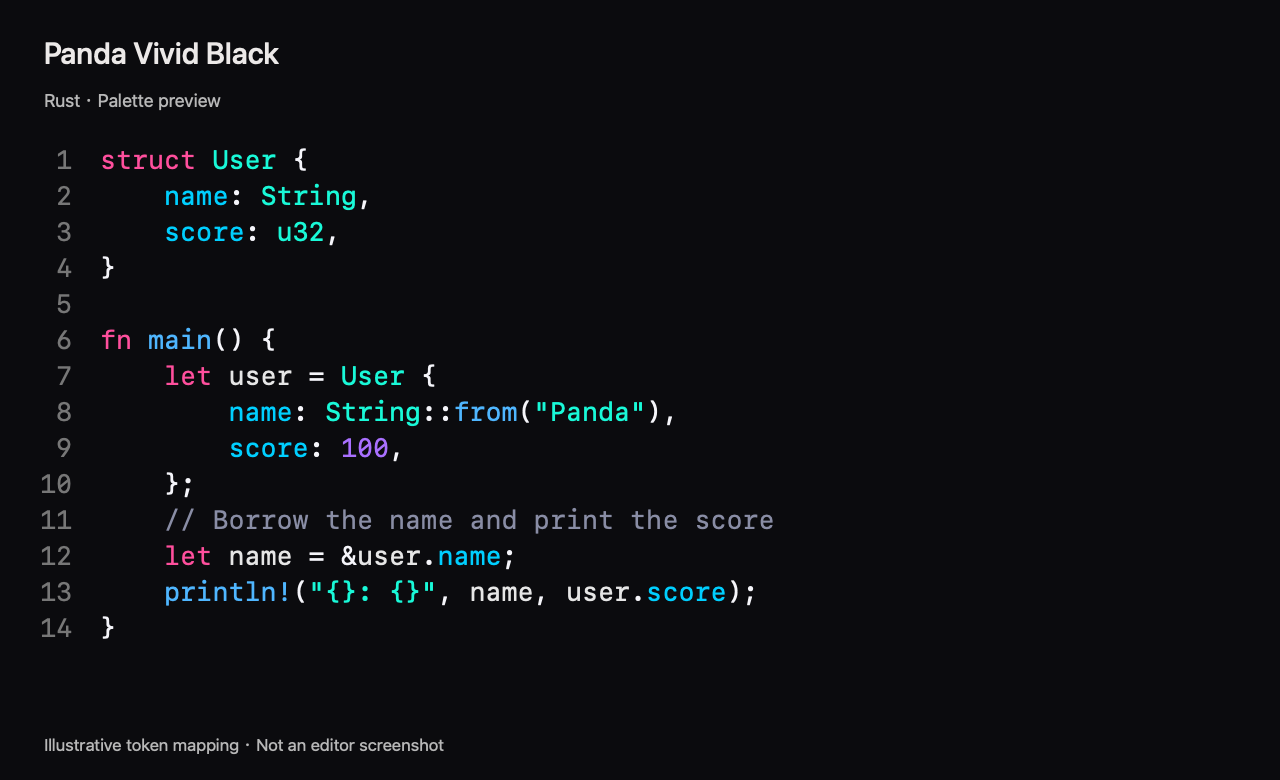 Panda Vivid Black
Rust · Palette preview
1 struct User {
2     name: String,
3     score: u32,
4 }
5
6 fn main() {
7     let user = User {
8         name: String::from("Panda"),
9         score: 100,
10     };
11     // Borrow the name and print the score
12     let name = &user.name;
13     println!("{}: {}", name, user.score);
14 }
Illustrative token mapping · Not an editor screenshot